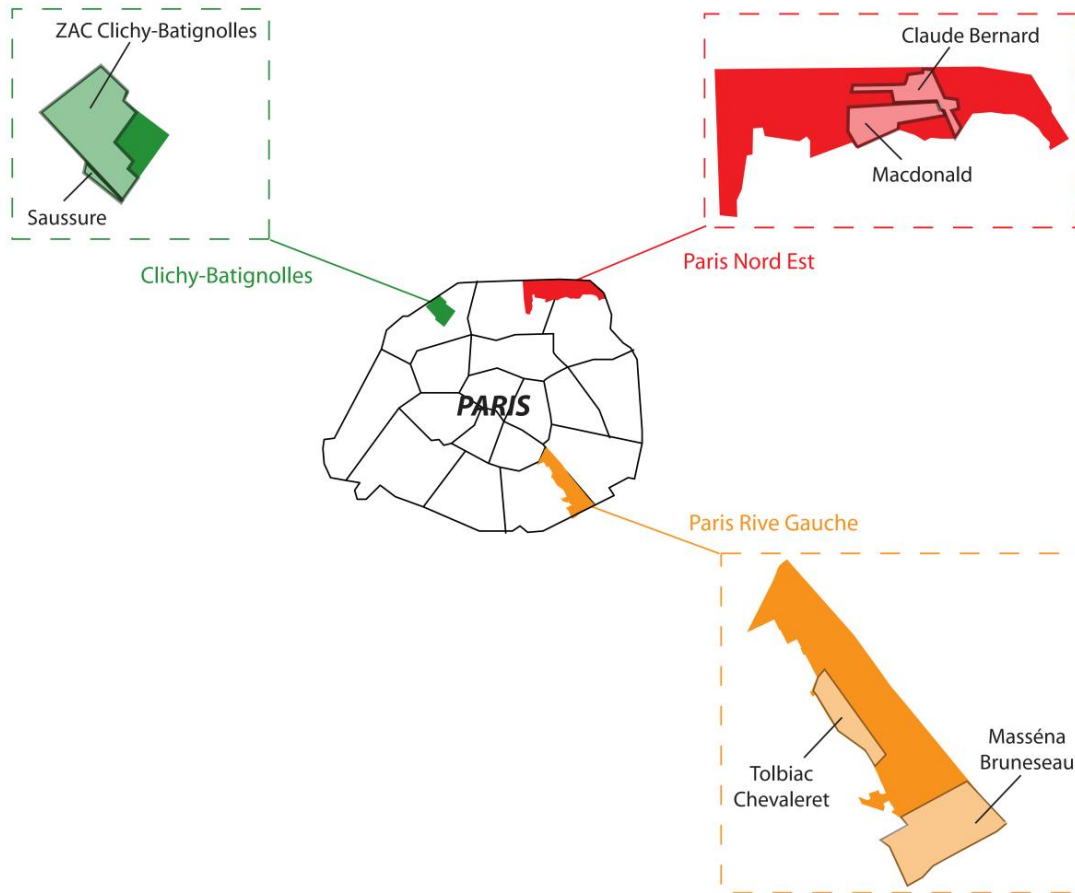 ZAC Clichy-Batignolles
Saussure
Clichy-Batignolles
Claude Bernard
Macdonald
Paris Nord Est
PARIS
Paris Rive Gauche
Tolbiac
Chevaleret
Masséna
Bruneseau